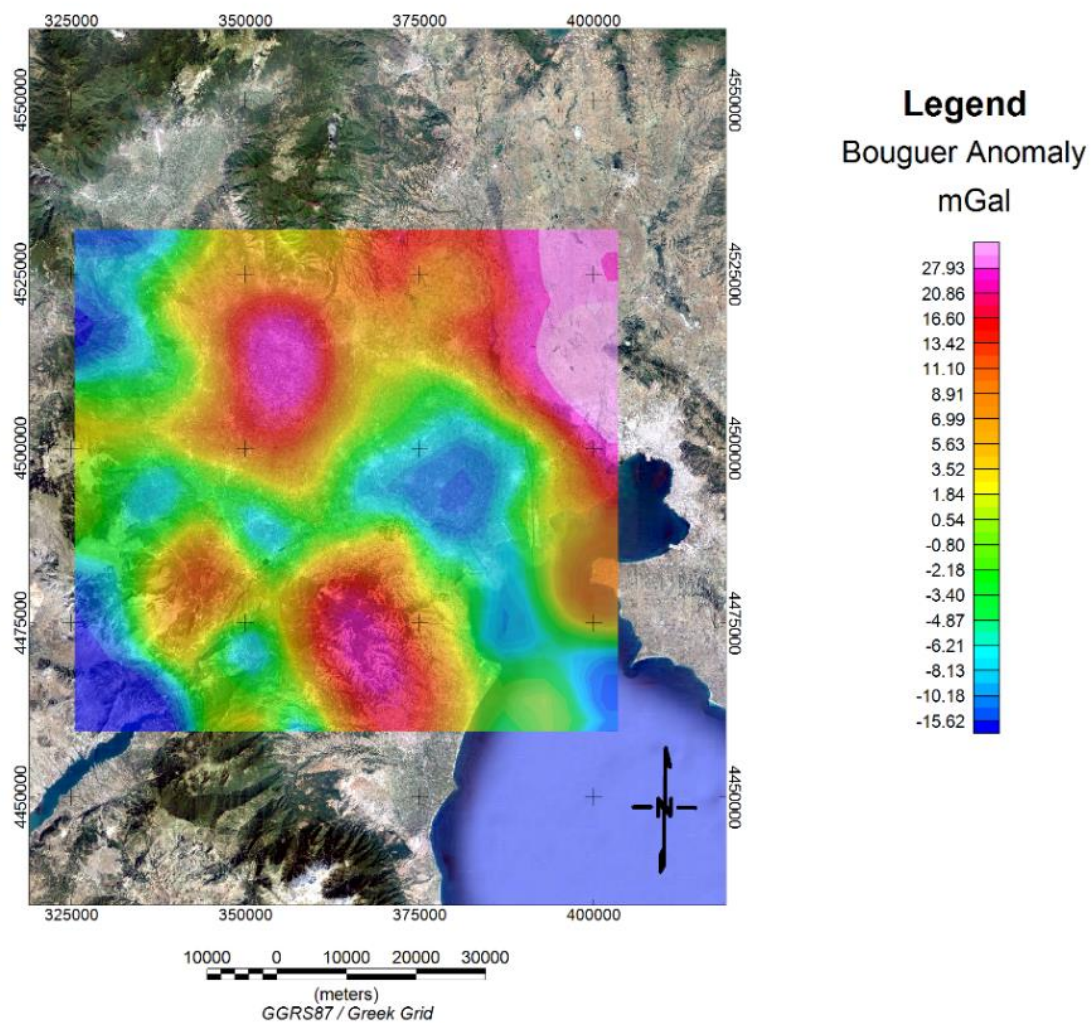 325000 350000 375000 400000
4550000 4550000
4525000 4525000
4500000 4500000
4475000 4475000
4450000 4450000
325000 350000 375000 400000
Legend
Bouguer Anomaly
mGal
27.93
20.86
16.60
13.42
11.10
8.91
6.99
5.63
3.52
1.84
0.54
-0.80
-2.18
-3.40
-4.87
-6.21
-8.13
-10.18
-15.62
N
10000 0 10000 20000 30000
(meters)
GGRS87 / Greek Grid